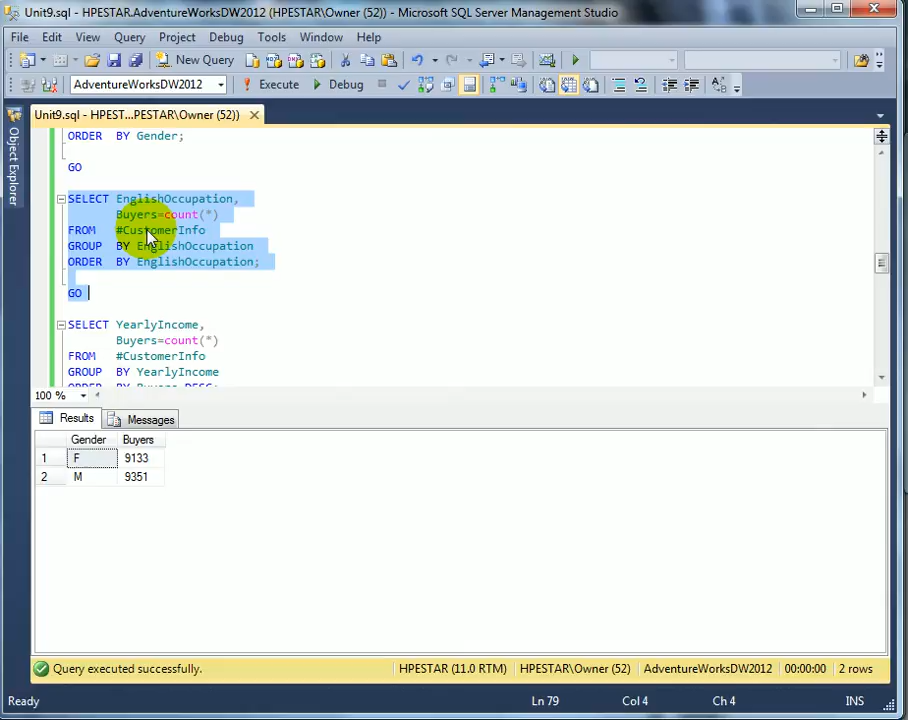 Unit9.sql - HPESTAR.AdventureWorksDW2012 (HPESTAR\Owner (52)) - Microsoft SQL Server Management Studio
File Edit View Query Project Debug Tools Window Help
New Query
AdventureWorksDW2012 Execute Debug
Unit9.sql - HPEST...PESTAR\Owner (52))
Object Explorer
ORDER BY Gender;
GO
SELECT EnglishOccupation,
Buyers=count(*)
FROM #CustomerInfo
GROUP BY EnglishOccupation
ORDER BY EnglishOccupation;
GO
SELECT YearlyIncome,
Buyers=count(*)
FROM #CustomerInfo
GROUP BY YearlyIncome
ORDER BY Buyers DESC;
100 %
Results Messages
Gender Buyers
1 F 9133
2 M 9351
Query executed successfully. HPESTAR (11.0 RTM) HPESTAR\Owner (52) AdventureWorksDW2012 00:00:00 2 rows
Ready Ln 79 Col 4 Ch 4 INS